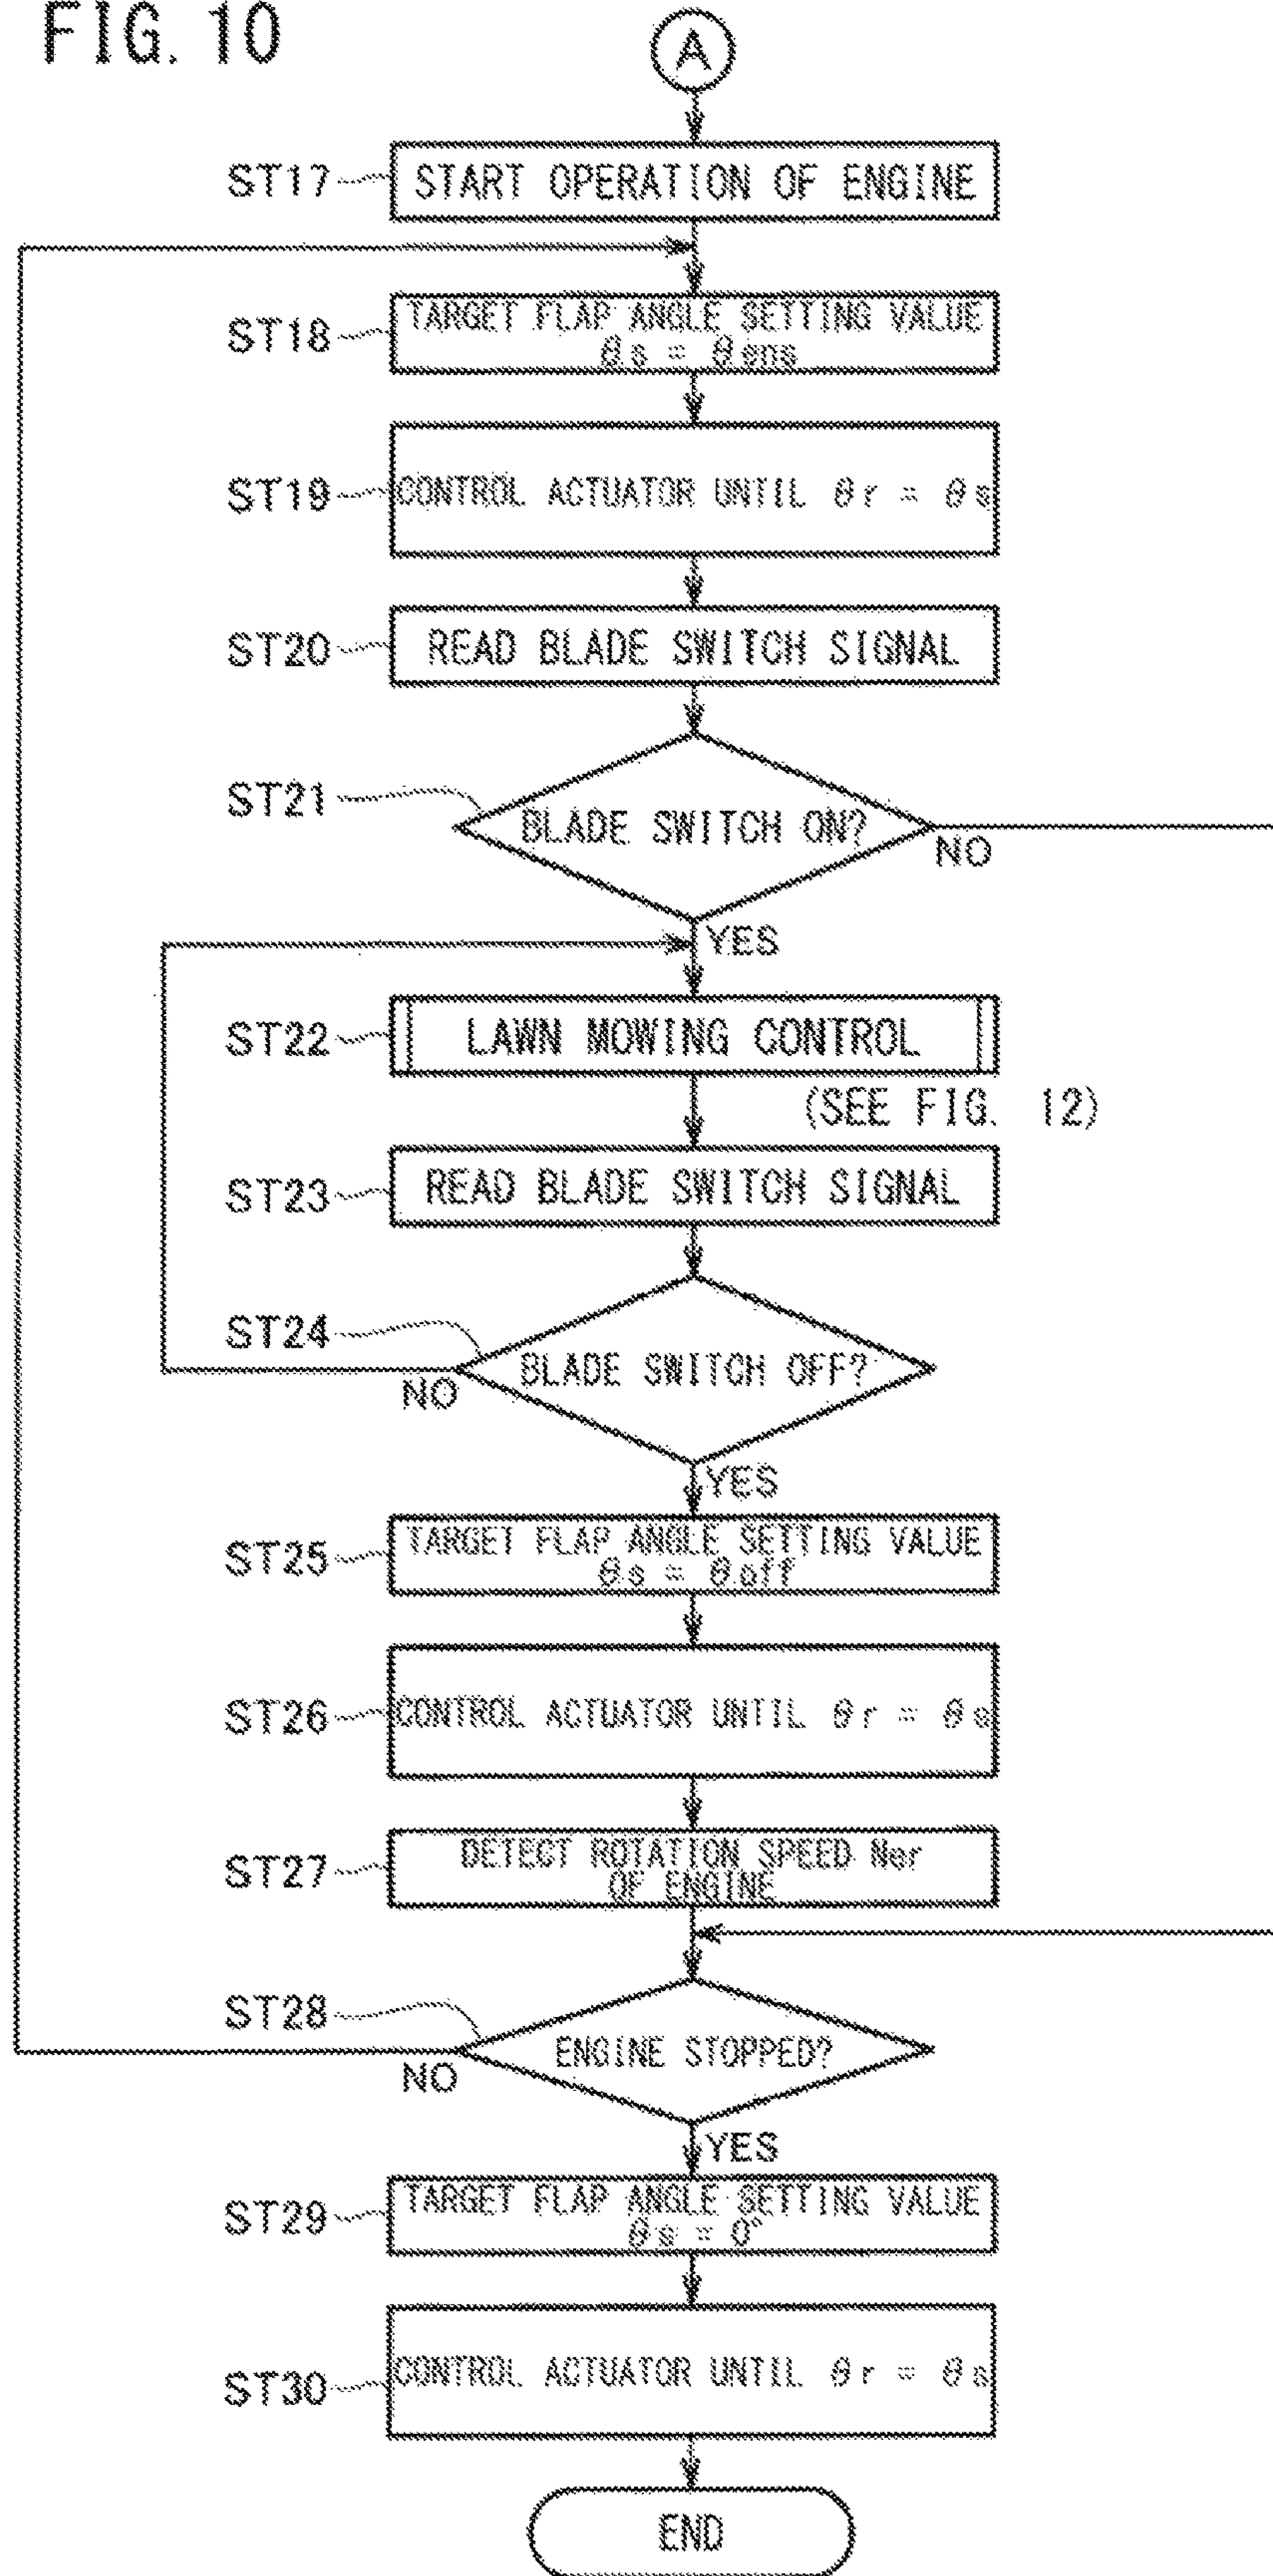 FIG. 10
A
ST17
START OPERATION OF ENGINE
ST18
TARGET FLAP ANGLE SETTING VALUE
θs = θens
ST19
CONTROL ACTUATOR UNTIL θr = θs
ST20
READ BLADE SWITCH SIGNAL
ST21
BLADE SWITCH ON?
NO
YES
ST22
LAWN MOWING CONTROL
(SEE FIG. 12)
ST23
READ BLADE SWITCH SIGNAL
ST24
BLADE SWITCH OFF?
NO
YES
ST25
TARGET FLAP ANGLE SETTING VALUE
θs = θoff
ST26
CONTROL ACTUATOR UNTIL θr = θs
ST27
DETECT ROTATION SPEED Ner
OF ENGINE
ST28
ENGINE STOPPED?
NO
YES
ST29
TARGET FLAP ANGLE SETTING VALUE
θs = 0°
ST30
CONTROL ACTUATOR UNTIL θr = θs
END